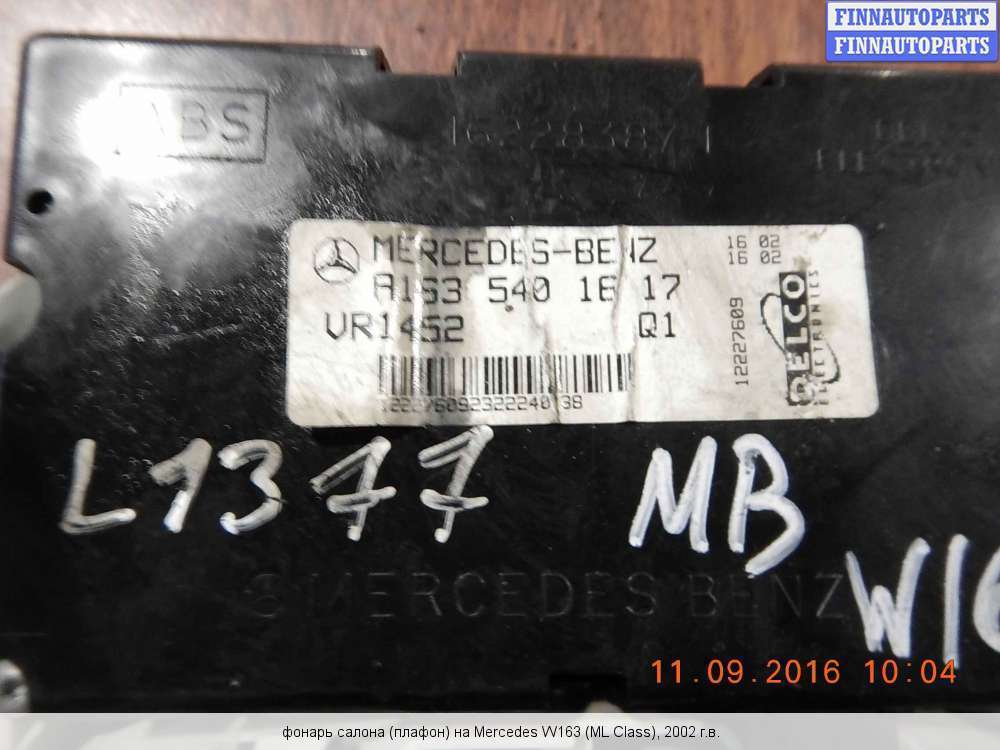 FINNAUTOPARTS
FINNAUTOPARTS
ABS
MERCEDES-BENZ
A163 540 16 17
VR1452 Q1
16 02
16 02
12227609
DELCO
ELECTRONICS
L1377 MB
MERCEDES BENZ
W16
11.09.2016 10:04
фонарь салона (плафон) на Mercedes W163 (ML Class), 2002 г.в.